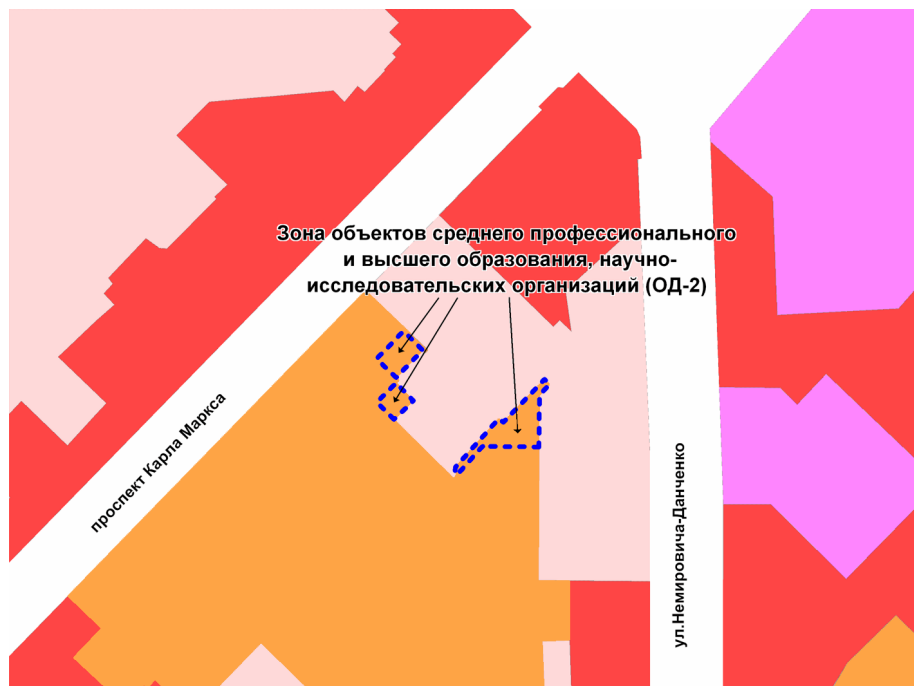 Зона объектов среднего профессионального
и высшего образования, научно-
исследовательских организаций (ОД-2)
проспект Карла Маркса
ул.Немировича-Данченко